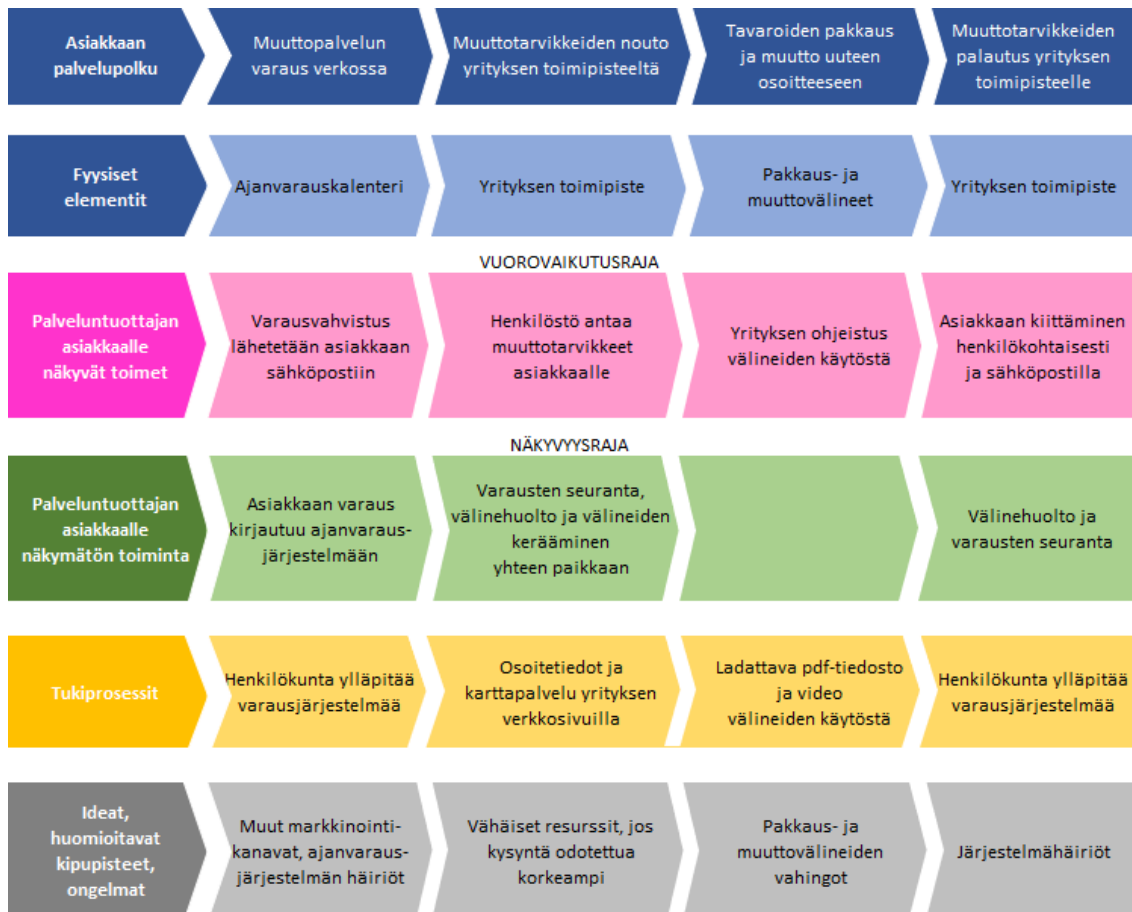 Asiakkaan
palvelupolku
Muuttopalvelun
varaus verkossa
Muuttotarvikkeiden nouto
yrityksen toimipisteeltä
Tavaroiden pakkaus
ja muutto uuteen
osoitteeseen
Muuttotarvikkeiden
palautus yrityksen
toimipisteelle
Fyysiset
elementit
Ajanvarauskalenteri
Yrityksen toimipiste
Pakkaus- ja
muuttovälineet
Yrityksen toimipiste
VUOROVAIKUTUSRAJA
Palveluntuottajan
asiakkaalle
näkyvät toimet
Varausvahvistus
lähetetään asiakkaan
sähköpostiin
Henkilöstö antaa
muuttotarvikkeet
asiakkaalle
Yrityksen ohjeistus
välineiden käytöstä
Asiakkaan kiittäminen
henkilökohtaisesti
ja sähköpostilla
NÄKYVYYSRAJA
Palveluntuottajan
asiakkaalle
näkymätön toiminta
Asiakkaan varaus
kirjautuu ajanvaraus-
järjestelmään
Varausten seuranta,
välinehuolto ja välineiden
kerääminen
yhteen paikkaan
Välinehuolto ja
varausten seuranta
Tukiprosessit
Henkilökunta ylläpitää
varausjärjestelmää
Osoitetiedot ja
karttapalvelu yrityksen
verkkosivuilla
Ladattava pdf-tiedosto
ja video
välineiden käytöstä
Henkilökunta ylläpitää
varausjärjestelmää
Ideat,
huomioitavat
kipupisteet,
ongelmat
Muut markkinointi-
kanavat, ajanvaraus-
järjestelmän häiriöt
Vähäiset resurssit, jos
kysyntä odotettua
korkeampi
Pakkaus- ja
muuttovälineiden
vahingot
Järjestelmähäiriöt